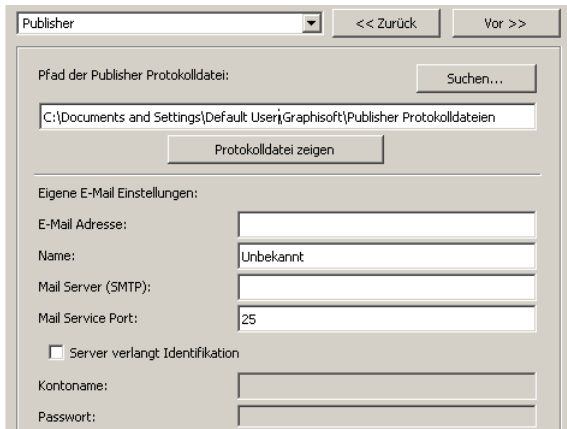 Publisher
<< Zurück
Vor >>
Pfad der Publisher Protokolldatei:
Suchen...
C:\Documents and Settings\Default User\Graphisoft\Publisher Protokolldateien
Protokolldatei zeigen
Eigene E-Mail Einstellungen:
E-Mail Adresse:
Name:
Unbekannt
Mail Server (SMTP):
Mail Service Port:
25
Server verlangt Identifikation
Kontoname:
Passwort: